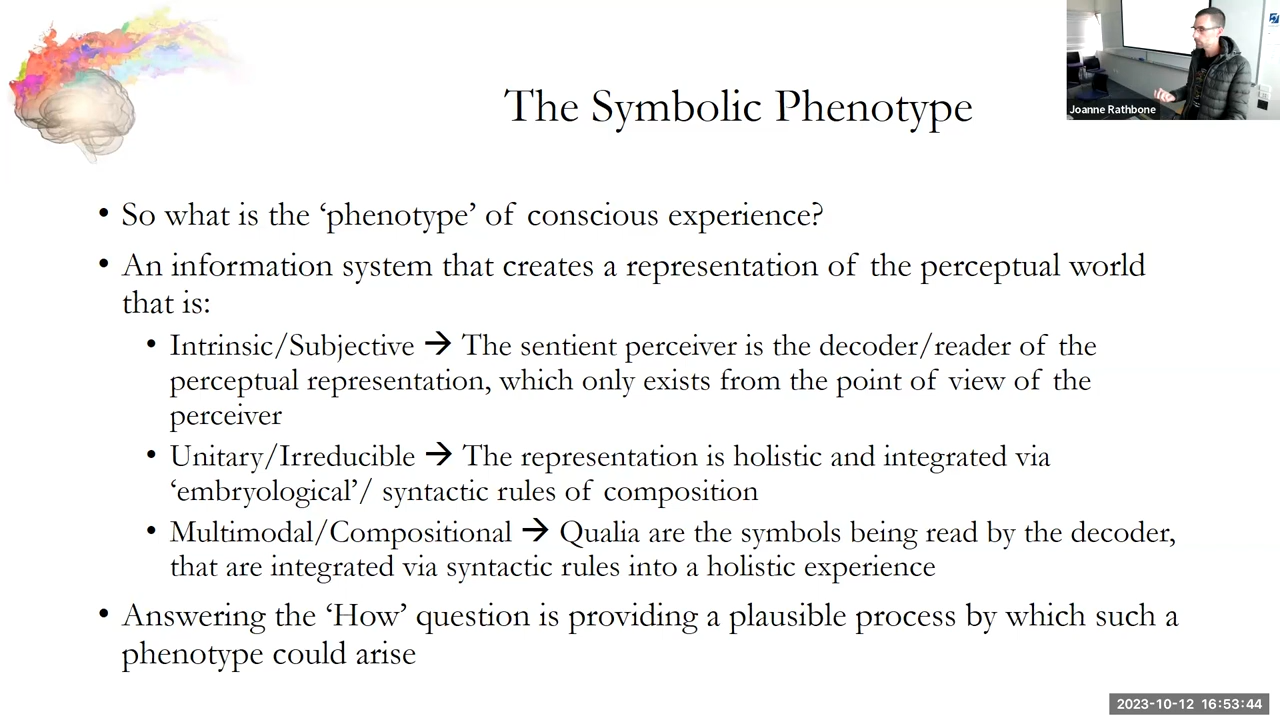 Joanne Rathbone
The Symbolic Phenotype
• So what is the ‘phenotype’ of conscious experience?
• An information system that creates a representation of the perceptual world
that is:
• Intrinsic/Subjective → The sentient perceiver is the decoder/reader of the
perceptual representation, which only exists from the point of view of the
perceiver
• Unitary/Irreducible → The representation is holistic and integrated via
‘embryological’/ syntactic rules of composition
• Multimodal/Compositional → Qualia are the symbols being read by the decoder,
that are integrated via syntactic rules into a holistic experience
• Answering the ‘How’ question is providing a plausible process by which such a
phenotype could arise
2023-10-12 16:53:44